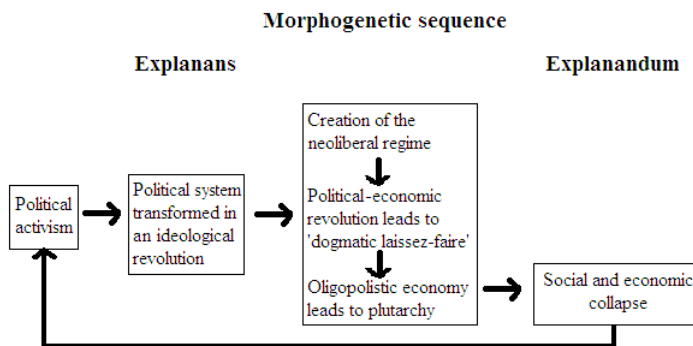 Morphogenetic sequence
Explanans
Explanandum
Political
activism
Political system
transformed in
an ideological
revolution
Creation of the
neoliberal regime
Political-economic
revolution leads to
'dogmatic laissez-faire'
Oligopolistic economy
leads to plutarchy
Social and economic
collapse